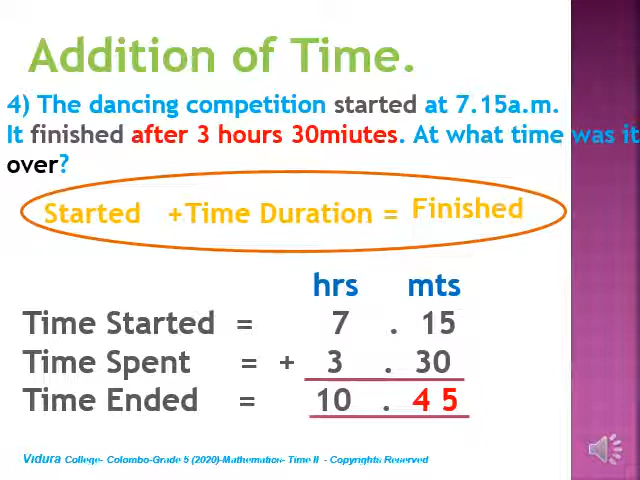 Addition of Time.
4) The dancing competition started at 7.15a.m.
It finished after 3 hours 30miutes. At what time was it
over?
Started +Time Duration = Finished
hrs mts
Time Started = 7 . 15
Time Spent = + 3 . 30
Time Ended = 10 . 4 5
Vidura College- Colombo-Grade 5 (2020)-Mathematics- Time II - Copyrights Reserved